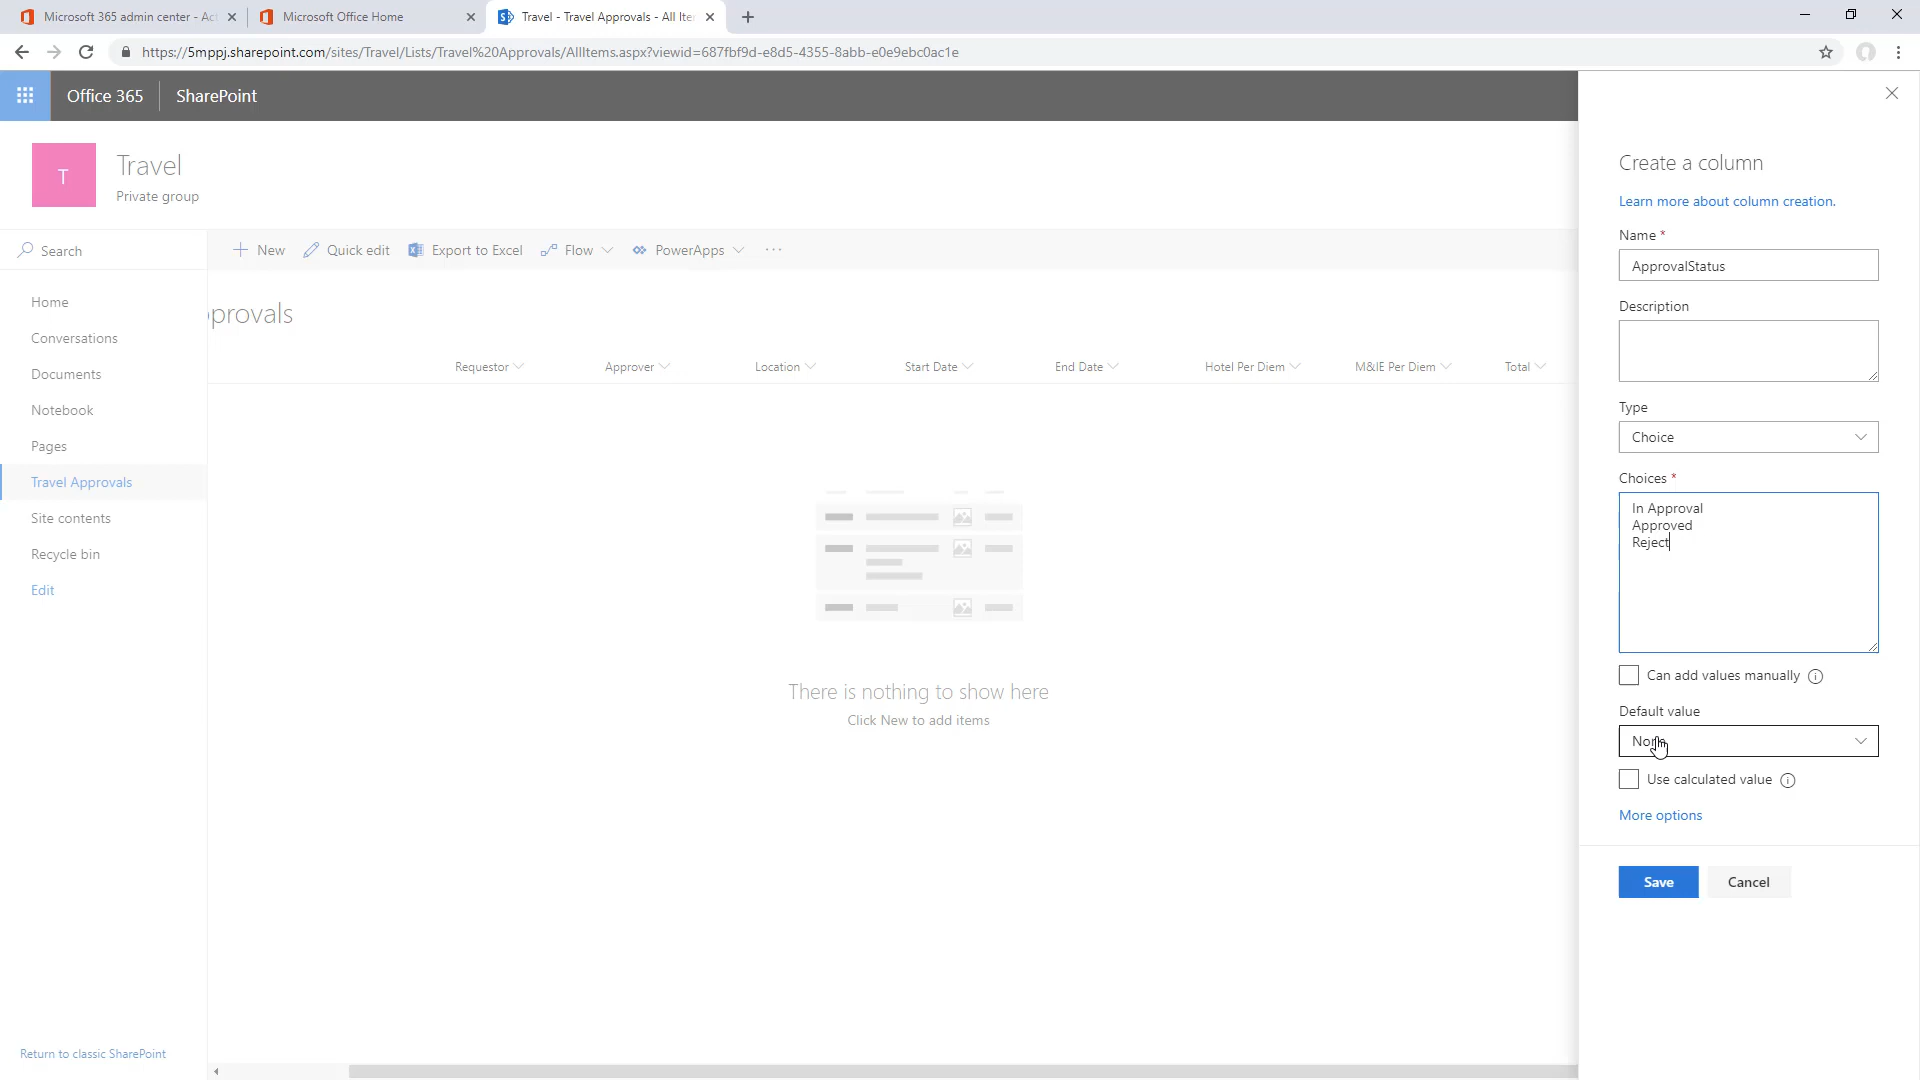 Microsoft 365 admin center - Act
Microsoft Office Home
Travel - Travel Approvals - All Ite
https://5mppj.sharepoint.com/sites/Travel/Lists/Travel%20Approvals/AllItems.aspx?viewid=687fbf9d-e8d5-4355-8abb-e0e9ebc0ac1e
Office 365
SharePoint
T
Travel
Private group
Search
New
Quick edit
Export to Excel
Flow
PowerApps
Home
Conversations
Documents
Notebook
Pages
Travel Approvals
Site contents
Recycle bin
Edit
Return to classic SharePoint
provals
Requestor
Approver
Location
Start Date
End Date
Hotel Per Diem
M&IE Per Diem
Total
There is nothing to show here
Click New to add items
Create a column
Learn more about column creation.
Name *
ApprovalStatus
Description
Type
Choice
Choices *
In Approval
Approved
Reject
Can add values manually
Default value
None
Use calculated value
More options
Save
Cancel